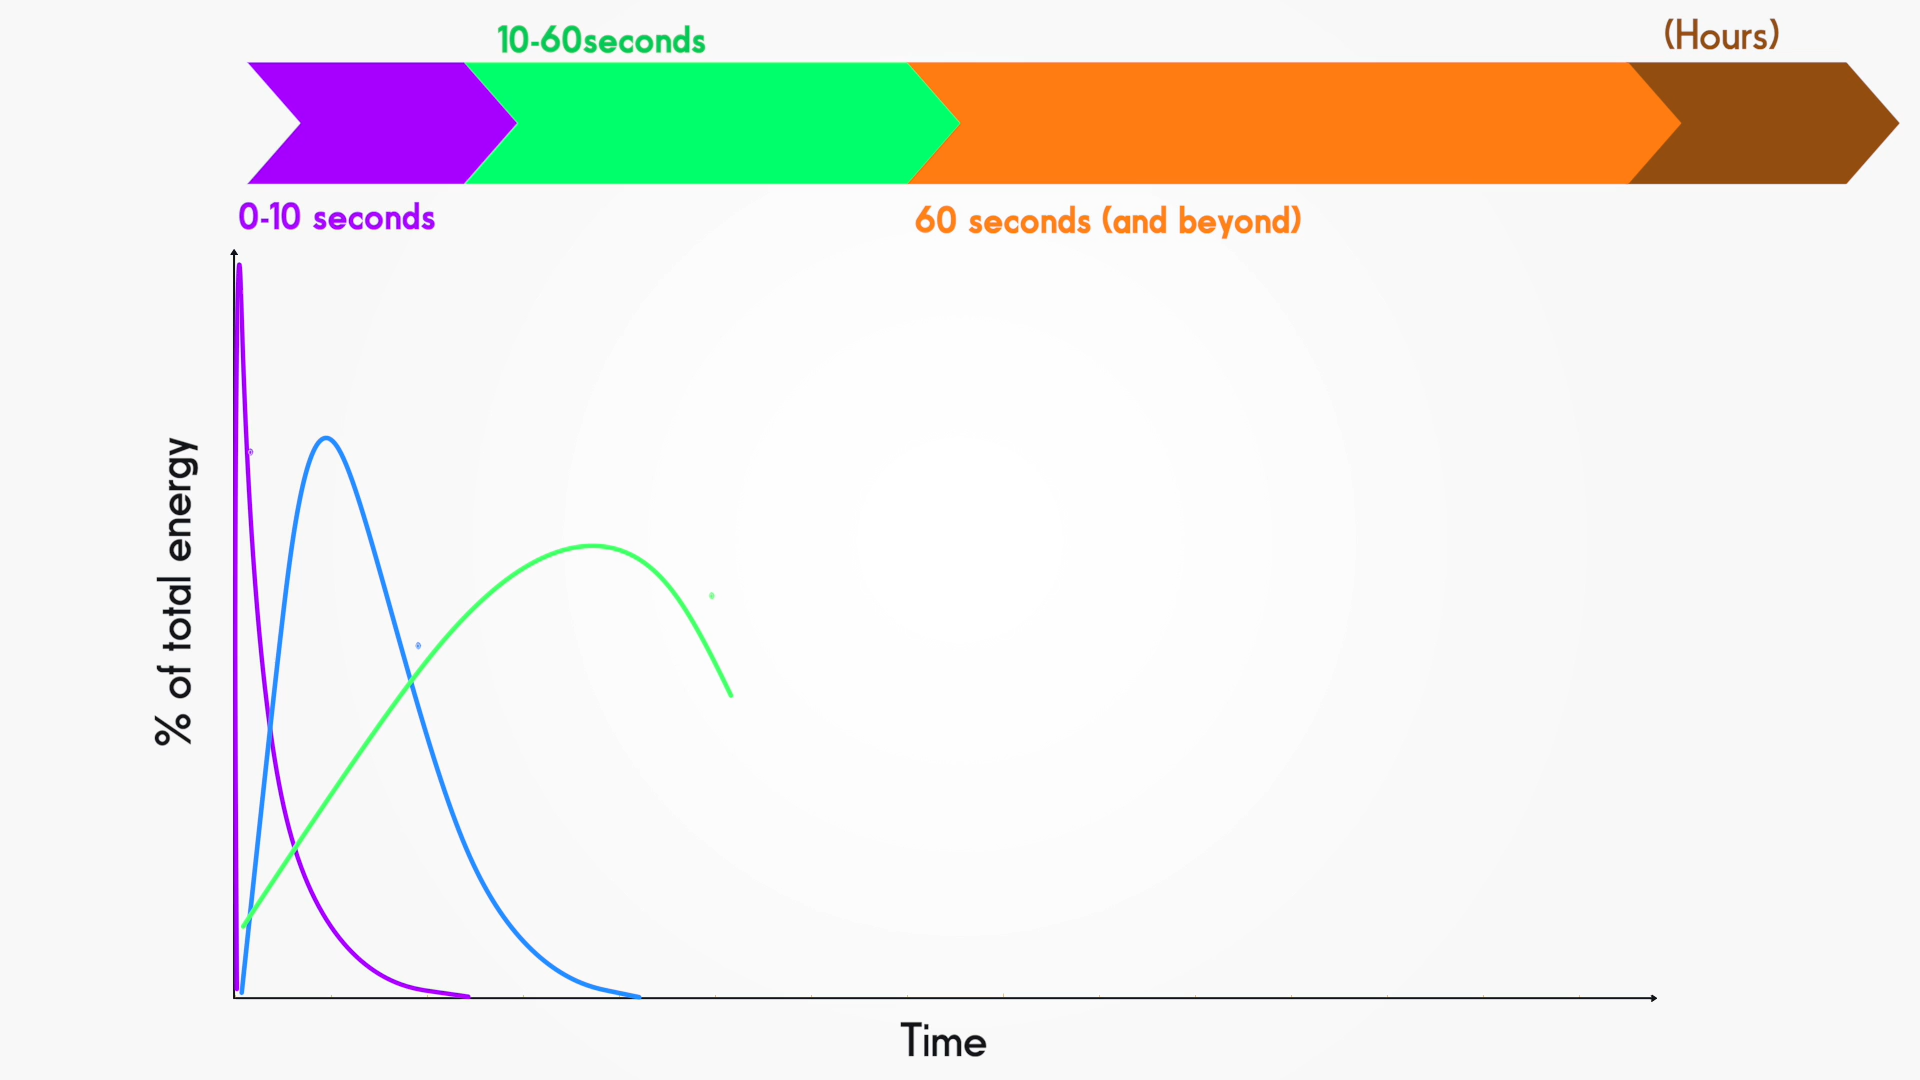 10-60seconds
(Hours)
0-10 seconds
60 seconds (and beyond)
% of total energy
Time